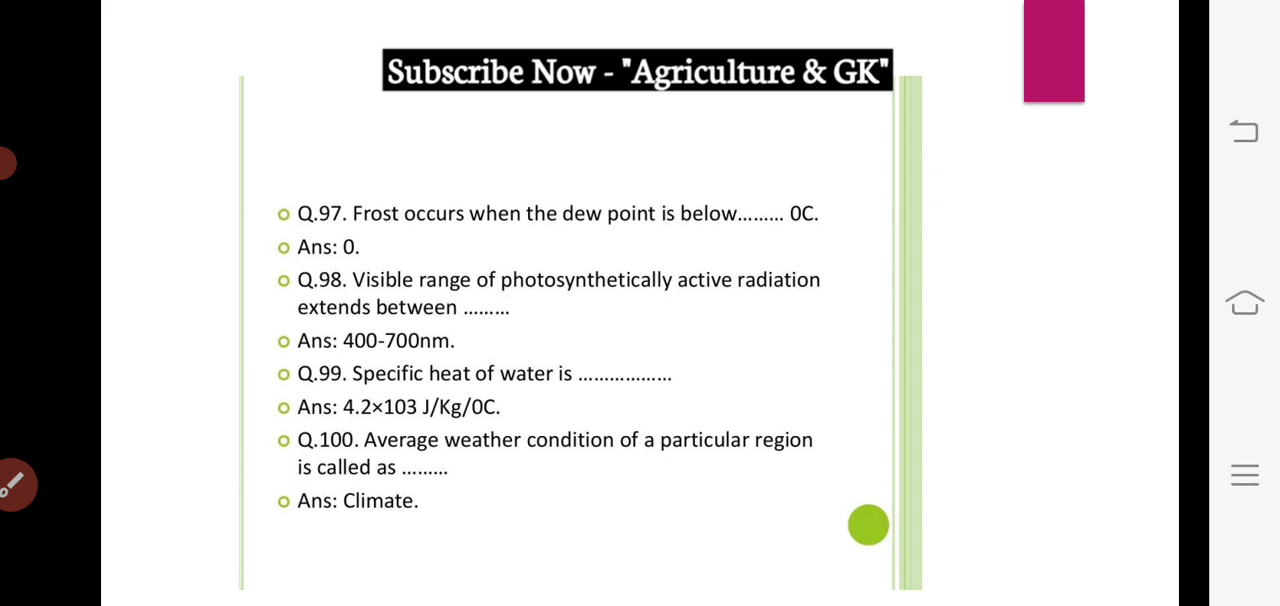 Subscribe Now - "Agriculture & GK"
Q.97. Frost occurs when the dew point is below......... 0C.
Ans: 0.
Q.98. Visible range of photosynthetically active radiation
extends between .........
Ans: 400-700nm.
Q.99. Specific heat of water is ..................
Ans: 4.2×103 J/Kg/0C.
Q.100. Average weather condition of a particular region
is called as .........
Ans: Climate.